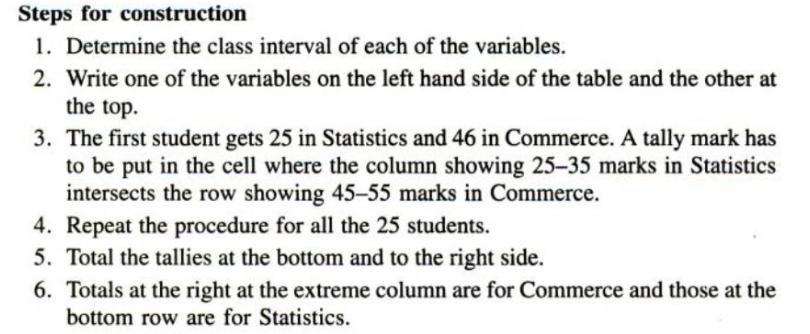 Steps for construction
1. Determine the class interval of each of the variables.
2. Write one of the variables on the left hand side of the table and the other at
the top.
3. The first student gets 25 in Statistics and 46 in Commerce. A tally mark has
to be put in the cell where the column showing 25–35 marks in Statistics
intersects the row showing 45–55 marks in Commerce.
4. Repeat the procedure for all the 25 students.
5. Total the tallies at the bottom and to the right side.
6. Totals at the right at the extreme column are for Commerce and those at the
bottom row are for Statistics.